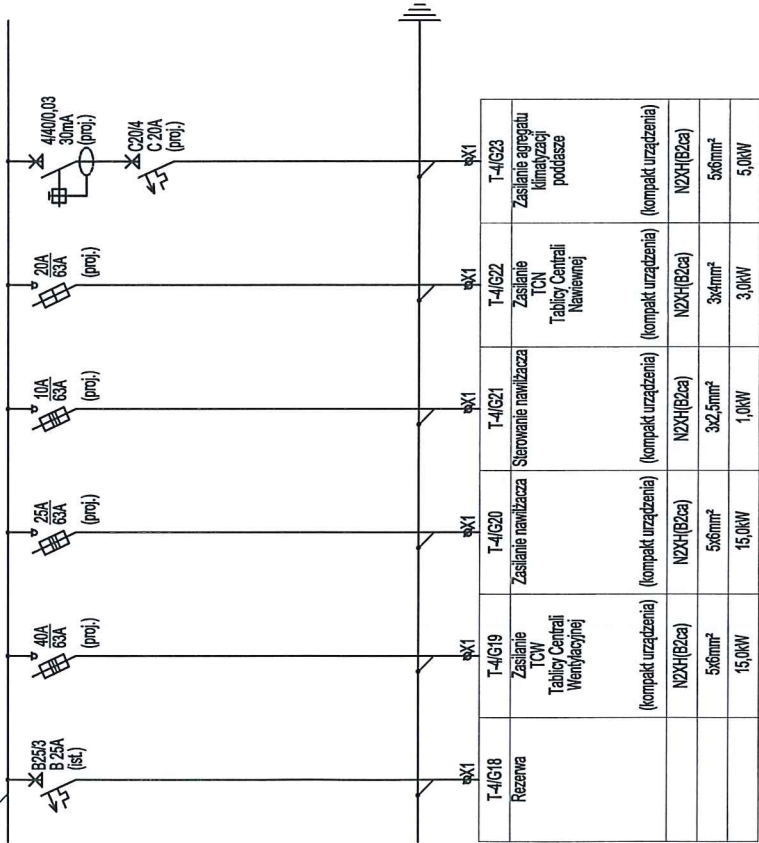 B25/3
B 25A
(ist.)
40A
63A
(proj.)
25A
63A
(proj.)
10A
63A
(proj.)
20A
63A
(proj.)
4/40/0,03
30mA
(proj.)
C20/4
C 20A
(proj.)
X1
X1
X1
X1
X1
X1
T-4/G18
Rezerwa
T-4/G19
Zasilanie
TCW
Tablicy Centrali
Wentylacyjnej
(kompakt urządzenia)
N2XH(B2ca)
5x6mm²
15,0kW
T-4/G20
Zasilanie nawilżacza
(kompakt urządzenia)
N2XH(B2ca)
5x6mm²
15,0kW
T-4/G21
Sterowanie nawilżacza
(kompakt urządzenia)
N2XH(B2ca)
3x2,5mm²
1,0kW
T-4/G22
Zasilanie
TCN
Tablicy Centrali
Nawiewnej
(kompakt urządzenia)
N2XH(B2ca)
3x4mm²
3,0kW
T-4/G23
Zasilanie agregatu
klimatyzacji
poddasze
(kompakt urządzenia)
N2XH(B2ca)
5x6mm²
5,0kW